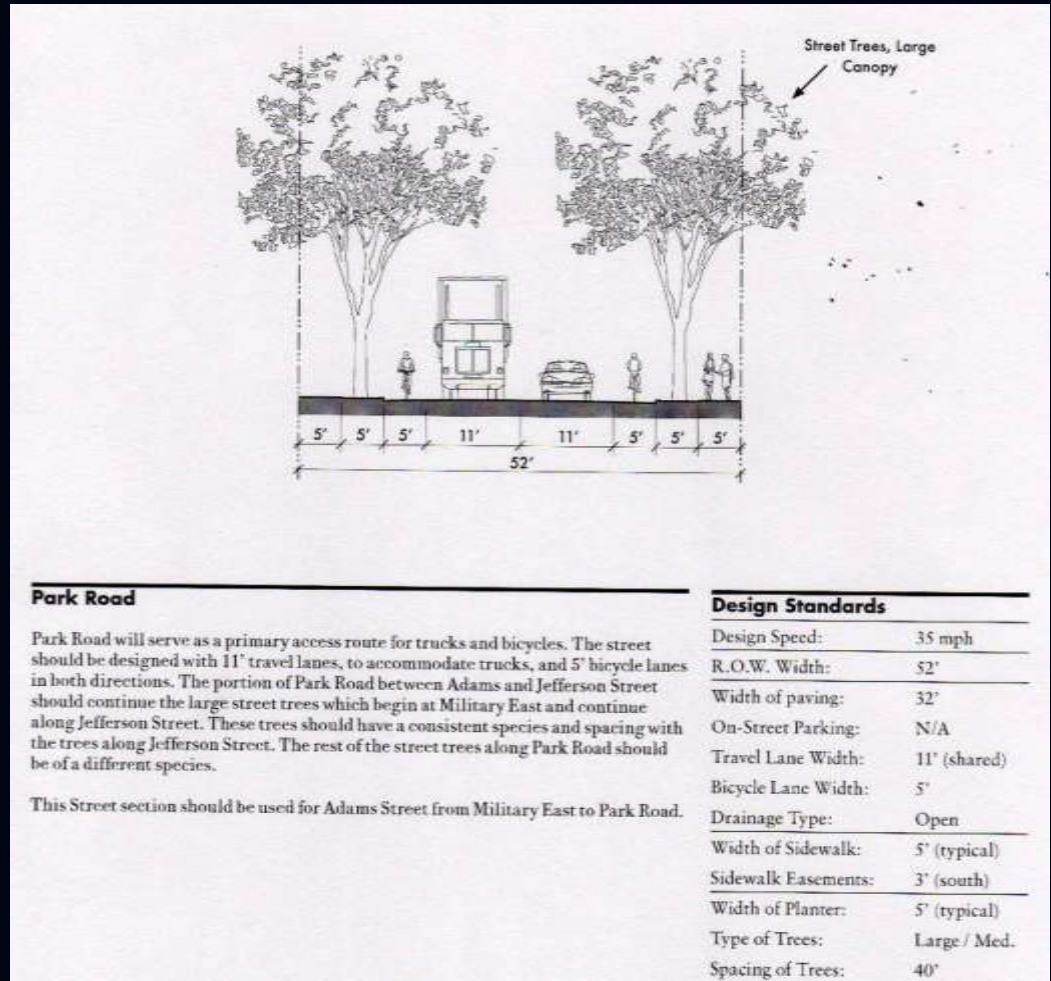 Street Trees, Large
Canopy
5' 5' 5' 11' 11' 5' 5' 5'
52'
Park Road
Park Road will serve as a primary access route for trucks and bicycles. The street
should be designed with 11' travel lanes, to accommodate trucks, and 5' bicycle lanes
in both directions. The portion of Park Road between Adams and Jefferson Street
should continue the large street trees which begin at Military East and continue
along Jefferson Street. These trees should have a consistent species and spacing with
the trees along Jefferson Street. The rest of the street trees along Park Road should
be of a different species.
This Street section should be used for Adams Street from Military East to Park Road.
Design Standards
Design Speed: 35 mph
R.O.W. Width: 52'
Width of paving: 32'
On-Street Parking: N/A
Travel Lane Width: 11' (shared)
Bicycle Lane Width: 5'
Drainage Type: Open
Width of Sidewalk: 5' (typical)
Sidewalk Easements: 3' (south)
Width of Planter: 5' (typical)
Type of Trees: Large / Med.
Spacing of Trees: 40'